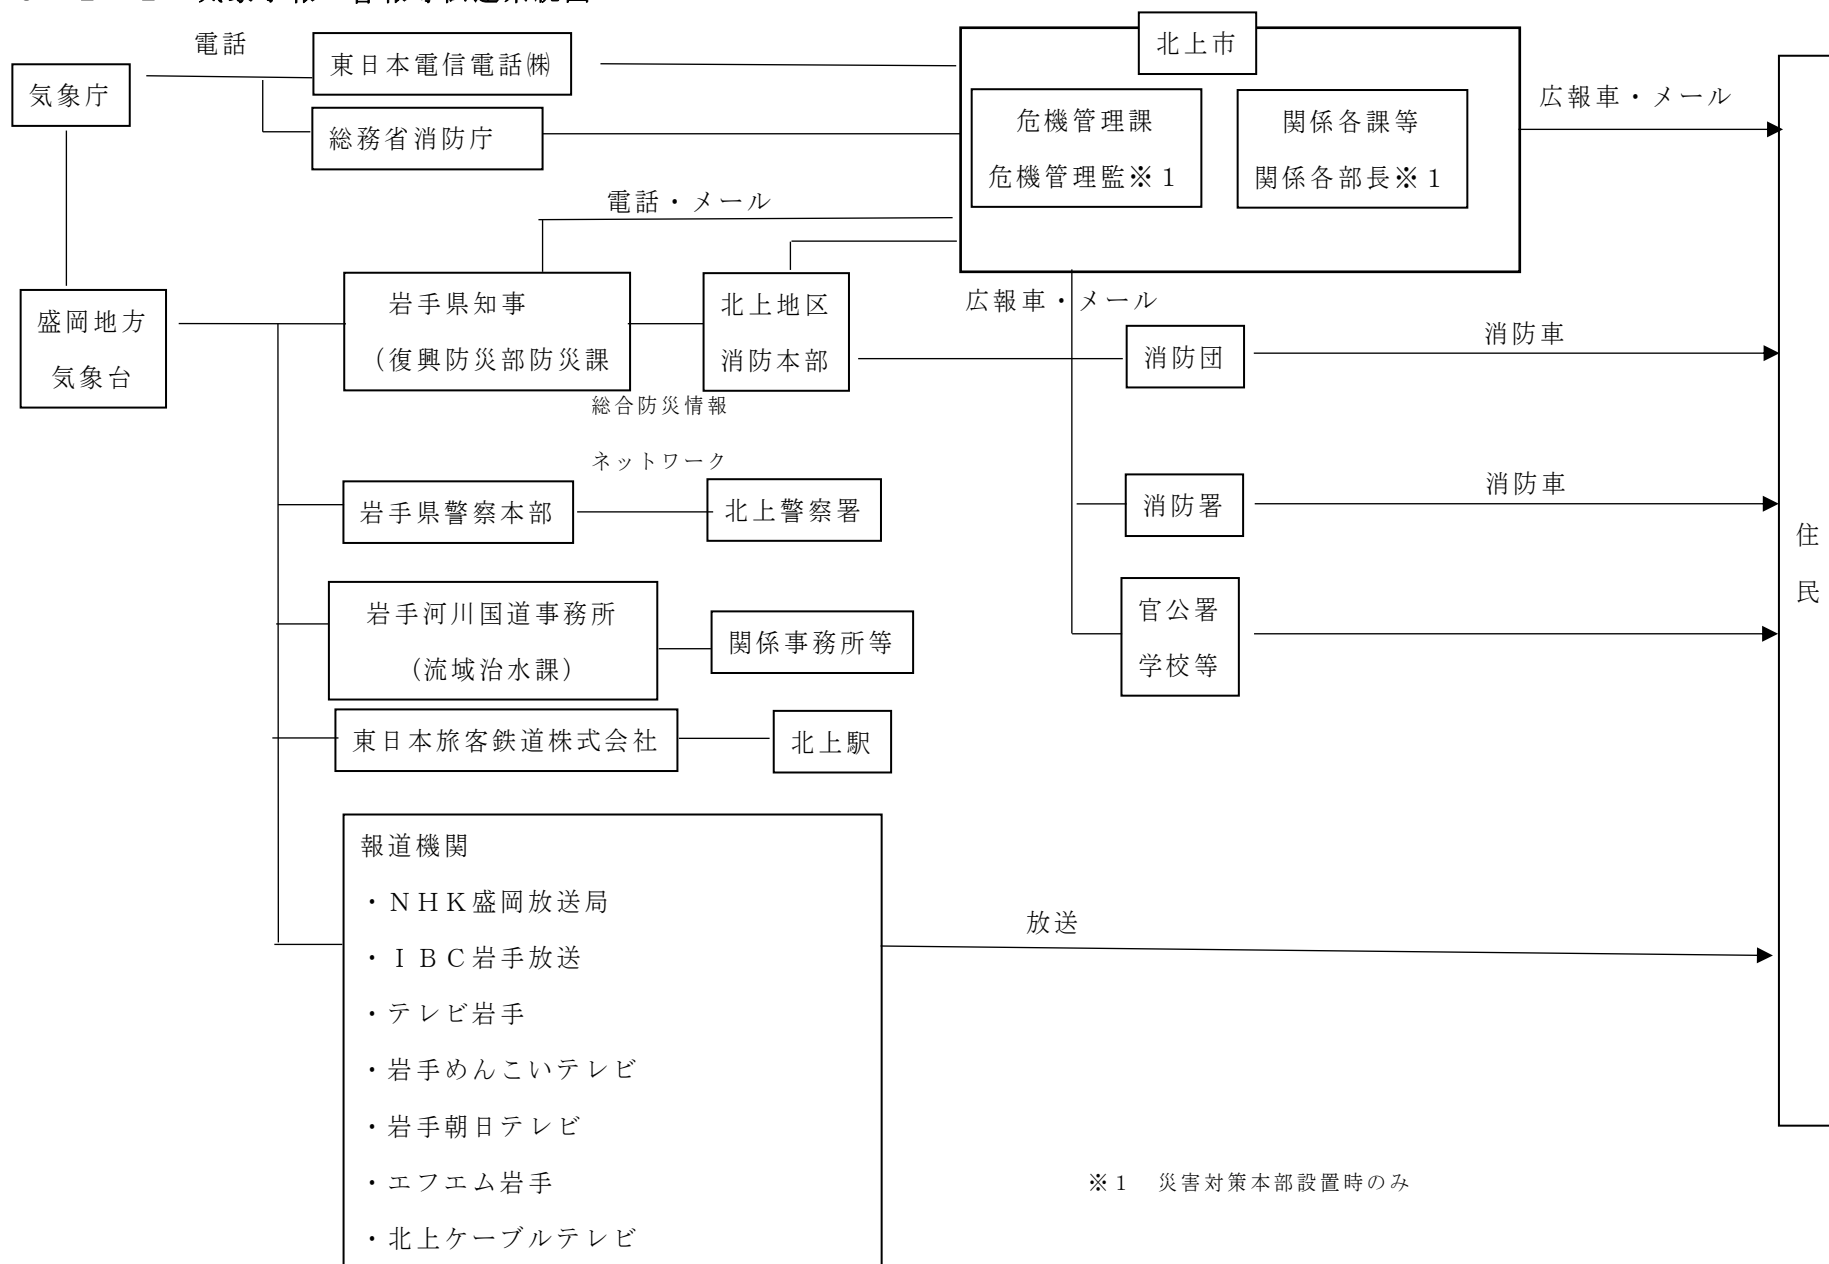 電話
東日本電信電話㈱
北上市
気象庁
総務省消防庁
危機管理課
危機管理監※１
関係各課等
関係各部長※１
広報車・メール
電話・メール
盛岡地方
気象台
岩手県知事
（復興防災部防災課
北上地区
消防本部
広報車・メール
消防団
消防車
総合防災情報
ネットワーク
岩手県警察本部
北上警察署
消防署
消防車
住
民
岩手河川国道事務所
（流域治水課）
関係事務所等
官公署
学校等
東日本旅客鉄道株式会社
北上駅
報道機関
・ＮＨＫ盛岡放送局
・ＩＢＣ岩手放送
・テレビ岩手
・岩手めんこいテレビ
・岩手朝日テレビ
・エフエム岩手
・北上ケーブルテレビ
放送
※１　災害対策本部設置時のみ